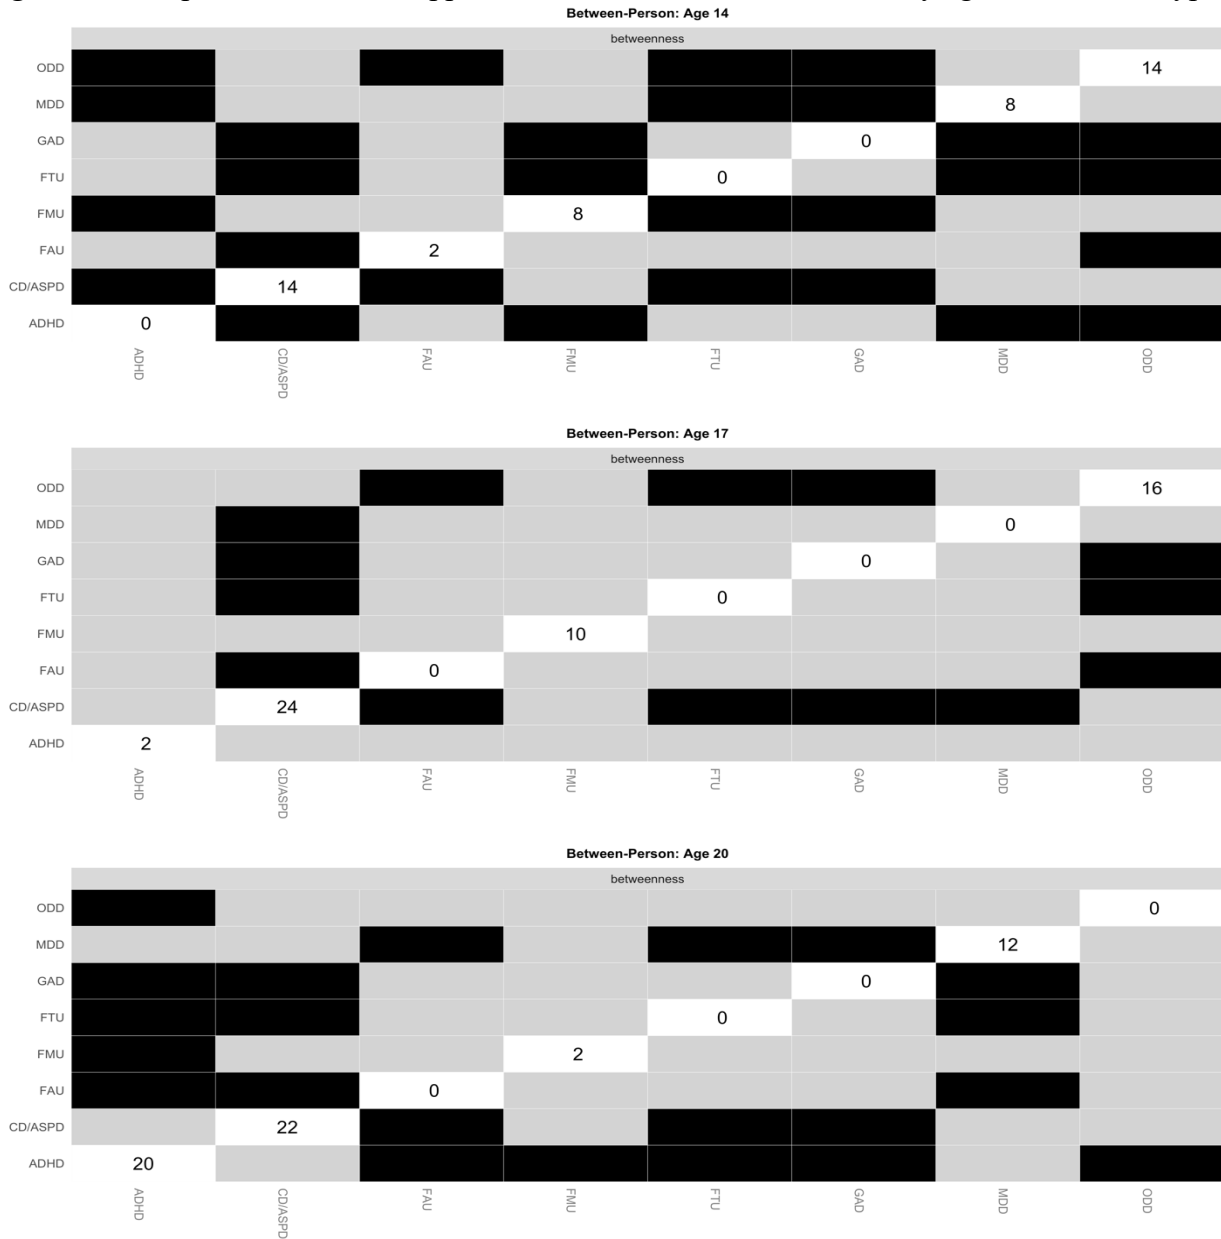 Between-Person: Age 14
betweenness
ODD 14
MDD 8
GAD 0
FTU 0
FMU 8
FAU 2
CD/ASPD 14
ADHD 0
ADHD CD/ASPD FAU FMU FTU GAD MDD ODD
Between-Person: Age 17
betweenness
ODD 16
MDD 0
GAD 0
FTU 0
FMU 10
FAU 0
CD/ASPD 24
ADHD 2
ADHD CD/ASPD FAU FMU FTU GAD MDD ODD
Between-Person: Age 20
betweenness
ODD 0
MDD 12
GAD 0
FTU 0
FMU 2
FAU 0
CD/ASPD 22
ADHD 20
ADHD CD/ASPD FAU FMU FTU GAD MDD ODD